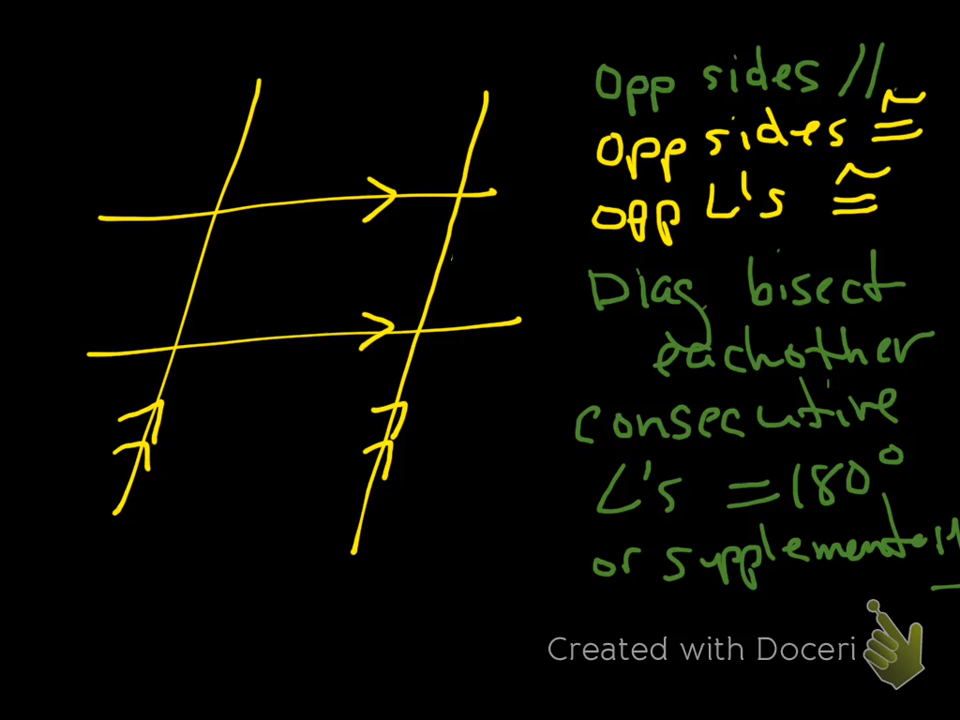 opp sides //
opp sides ≅
opp ∠'s ≅
Diag bisect
eachother
consecutive
∠'s = 180°
or supplementary
Created with Doceri